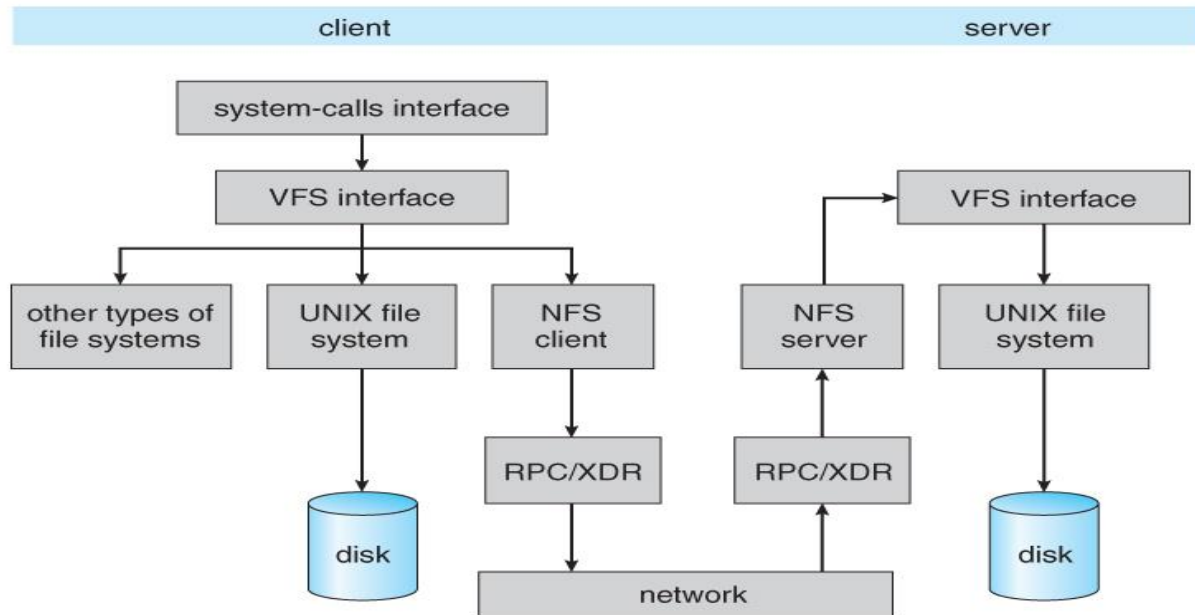 client
server
system-calls interface
VFS interface
VFS interface
other types of
file systems
UNIX file
system
NFS
client
NFS
server
UNIX file
system
RPC/XDR
RPC/XDR
disk
disk
network